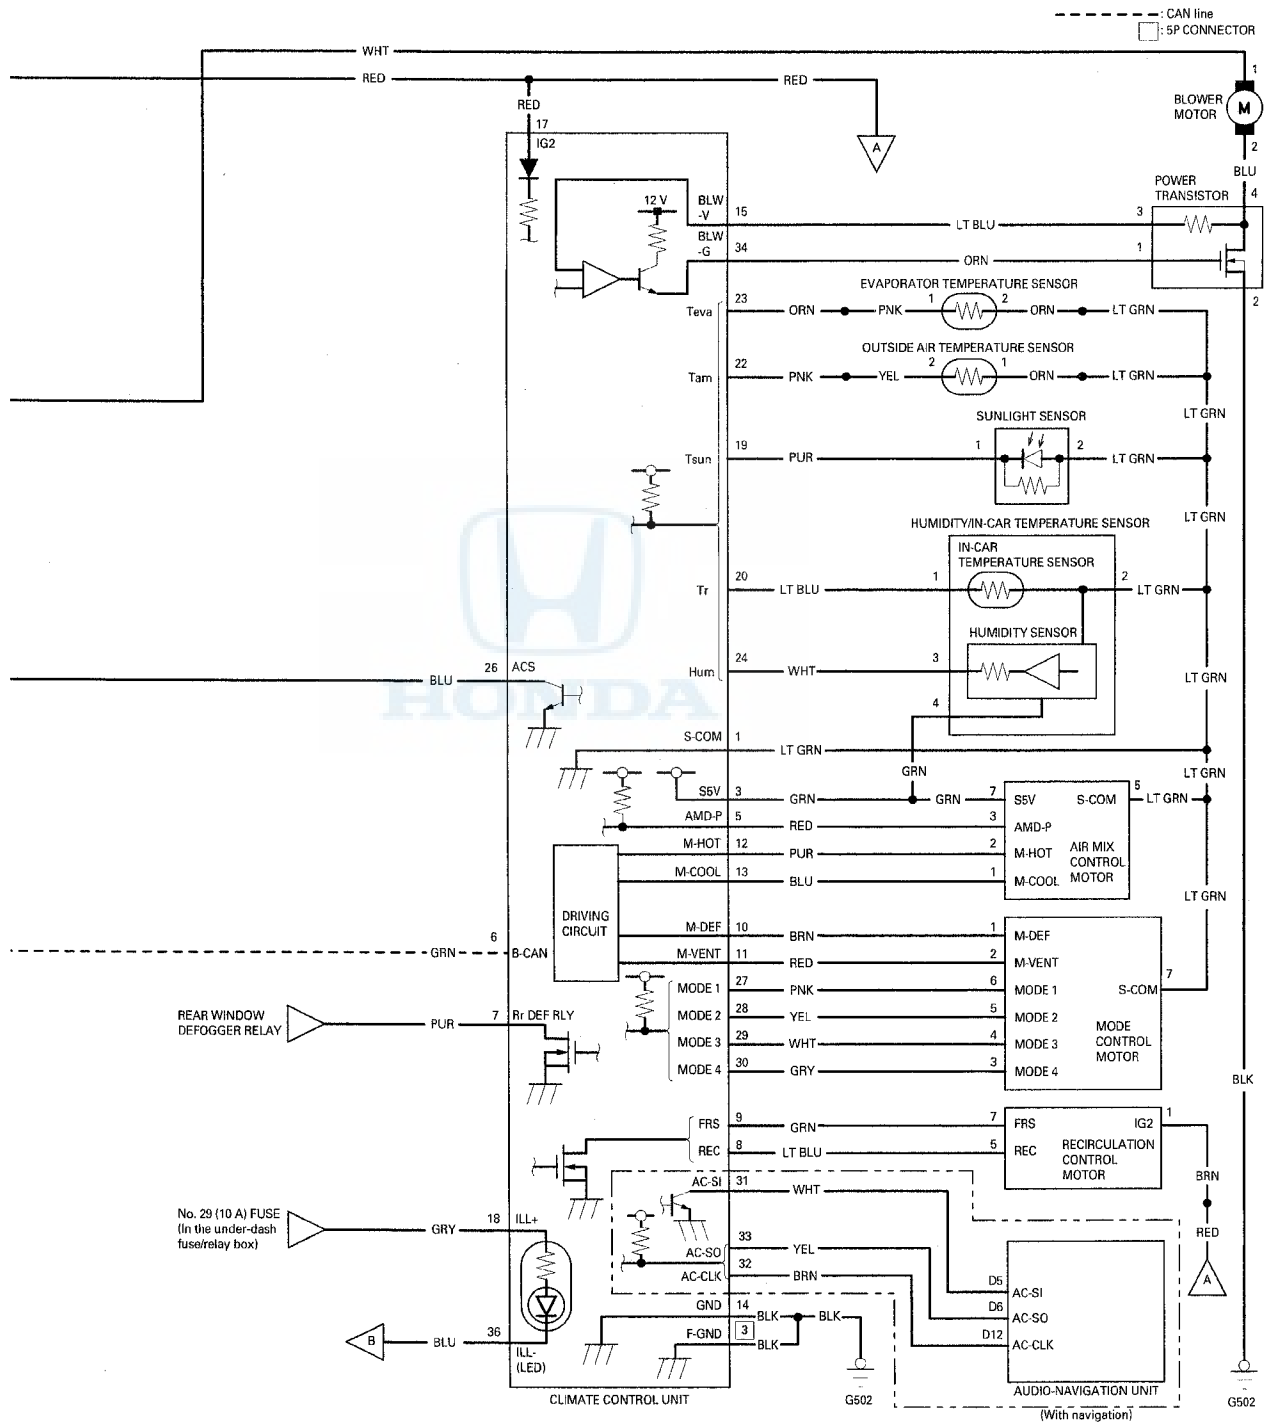 : CAN line
: 5P CONNECTOR
WHT
RED
RED
1
BLOWER
MOTOR
M
2
BLU
RED
17
IG2
A
POWER
TRANSISTOR
4
12 V
BLW
-V
15
LT BLU
3
BLW
-G
34
ORN
1
2
EVAPORATOR TEMPERATURE SENSOR
Teva
23
ORN
PNK
1
2
ORN
LT GRN
OUTSIDE AIR TEMPERATURE SENSOR
Tam
22
PNK
YEL
2
1
ORN
LT GRN
LT GRN
SUNLIGHT SENSOR
Tsun
19
PUR
1
2
LT GRN
LT GRN
HUMIDITY/IN-CAR TEMPERATURE SENSOR
IN-CAR
TEMPERATURE SENSOR
Tr
20
LT BLU
1
2
LT GRN
HUMIDITY SENSOR
Hum
24
WHT
3
LT GRN
4
26
ACS
BLU
HONDA
S-COM
1
LT GRN
GRN
LT GRN
S5V
3
GRN
GRN
7
S5V
S-COM
5
LT GRN
AMD-P
5
RED
3
AMD-P
M-HOT
12
PUR
2
M-HOT
AIR MIX
CONTROL
MOTOR
M-COOL
13
BLU
1
M-COOL
LT GRN
DRIVING
CIRCUIT
M-DEF
10
BRN
1
M-DEF
6
GRN
B-CAN
M-VENT
11
RED
2
M-VENT
7
MODE 1
27
PNK
6
MODE 1
S-COM
MODE 2
28
YEL
5
MODE 2
MODE
CONTROL
MOTOR
MODE 3
29
WHT
4
MODE 3
MODE 4
30
GRY
3
MODE 4
REAR WINDOW
DEFOGGER RELAY
PUR
7
Rr DEF RLY
BLK
FRS
9
GRN
7
FRS
IG2
1
REC
8
LT BLU
5
REC
RECIRCULATION
CONTROL
MOTOR
BRN
AC-SI
31
WHT
No. 29 (10 A) FUSE
(In the under-dash
fuse/relay box)
GRY
18
ILL+
RED
33
AC-SO
YEL
32
AC-CLK
BRN
A
D5
AC-SI
D6
AC-SO
D12
AC-CLK
GND
14
BLK
BLK
F-GND
3
BLK
B
BLU
36
ILL-
(LED)
G502
AUDIO-NAVIGATION UNIT
(With navigation)
G502
CLIMATE CONTROL UNIT